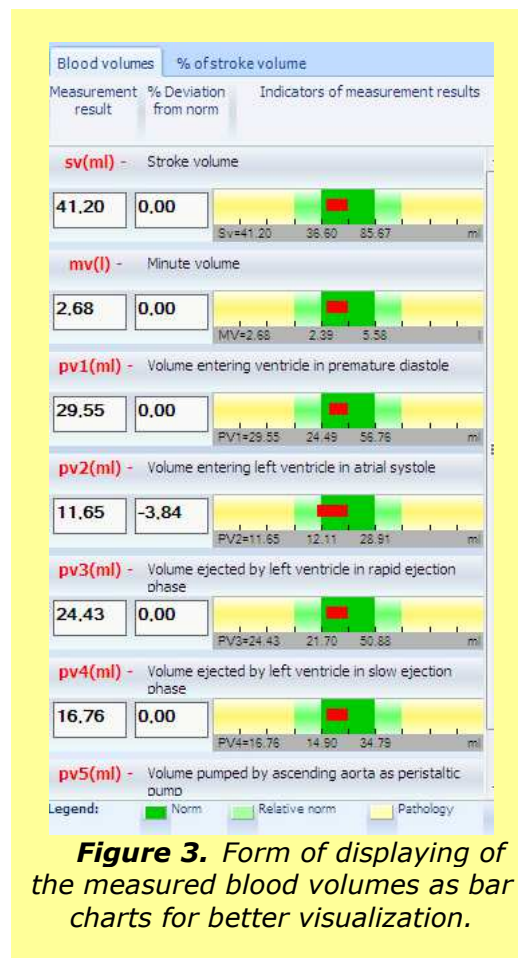 Blood volumes % of stroke volume
Measurement % Deviation Indicators of measurement results
result from norm
sv(ml) - Stroke volume
41,20 0,00
Sv=41.20 36.60 85.67 ml
mv(l) - Minute volume
2,68 0,00
MV=2.68 2.39 5.58 l
pv1(ml) - Volume entering ventricle in premature diastole
29,55 0,00
PV1=29.55 24.49 56.76 ml
pv2(ml) - Volume entering left ventricle in atrial systole
11,65 -3,84
PV2=11.65 12.11 28.91 ml
pv3(ml) - Volume ejected by left ventricle in rapid ejection
phase
24,43 0,00
PV3=24.43 21.70 50.88 ml
pv4(ml) - Volume ejected by left ventricle in slow ejection
phase
16,76 0,00
PV4=16.76 14.90 34.79 ml
pv5(ml) - Volume pumped by ascending aorta as peristaltic
pump
Legend: Norm Relative norm Pathology
Figure 3. Form of displaying of
the measured blood volumes as bar
charts for better visualization.